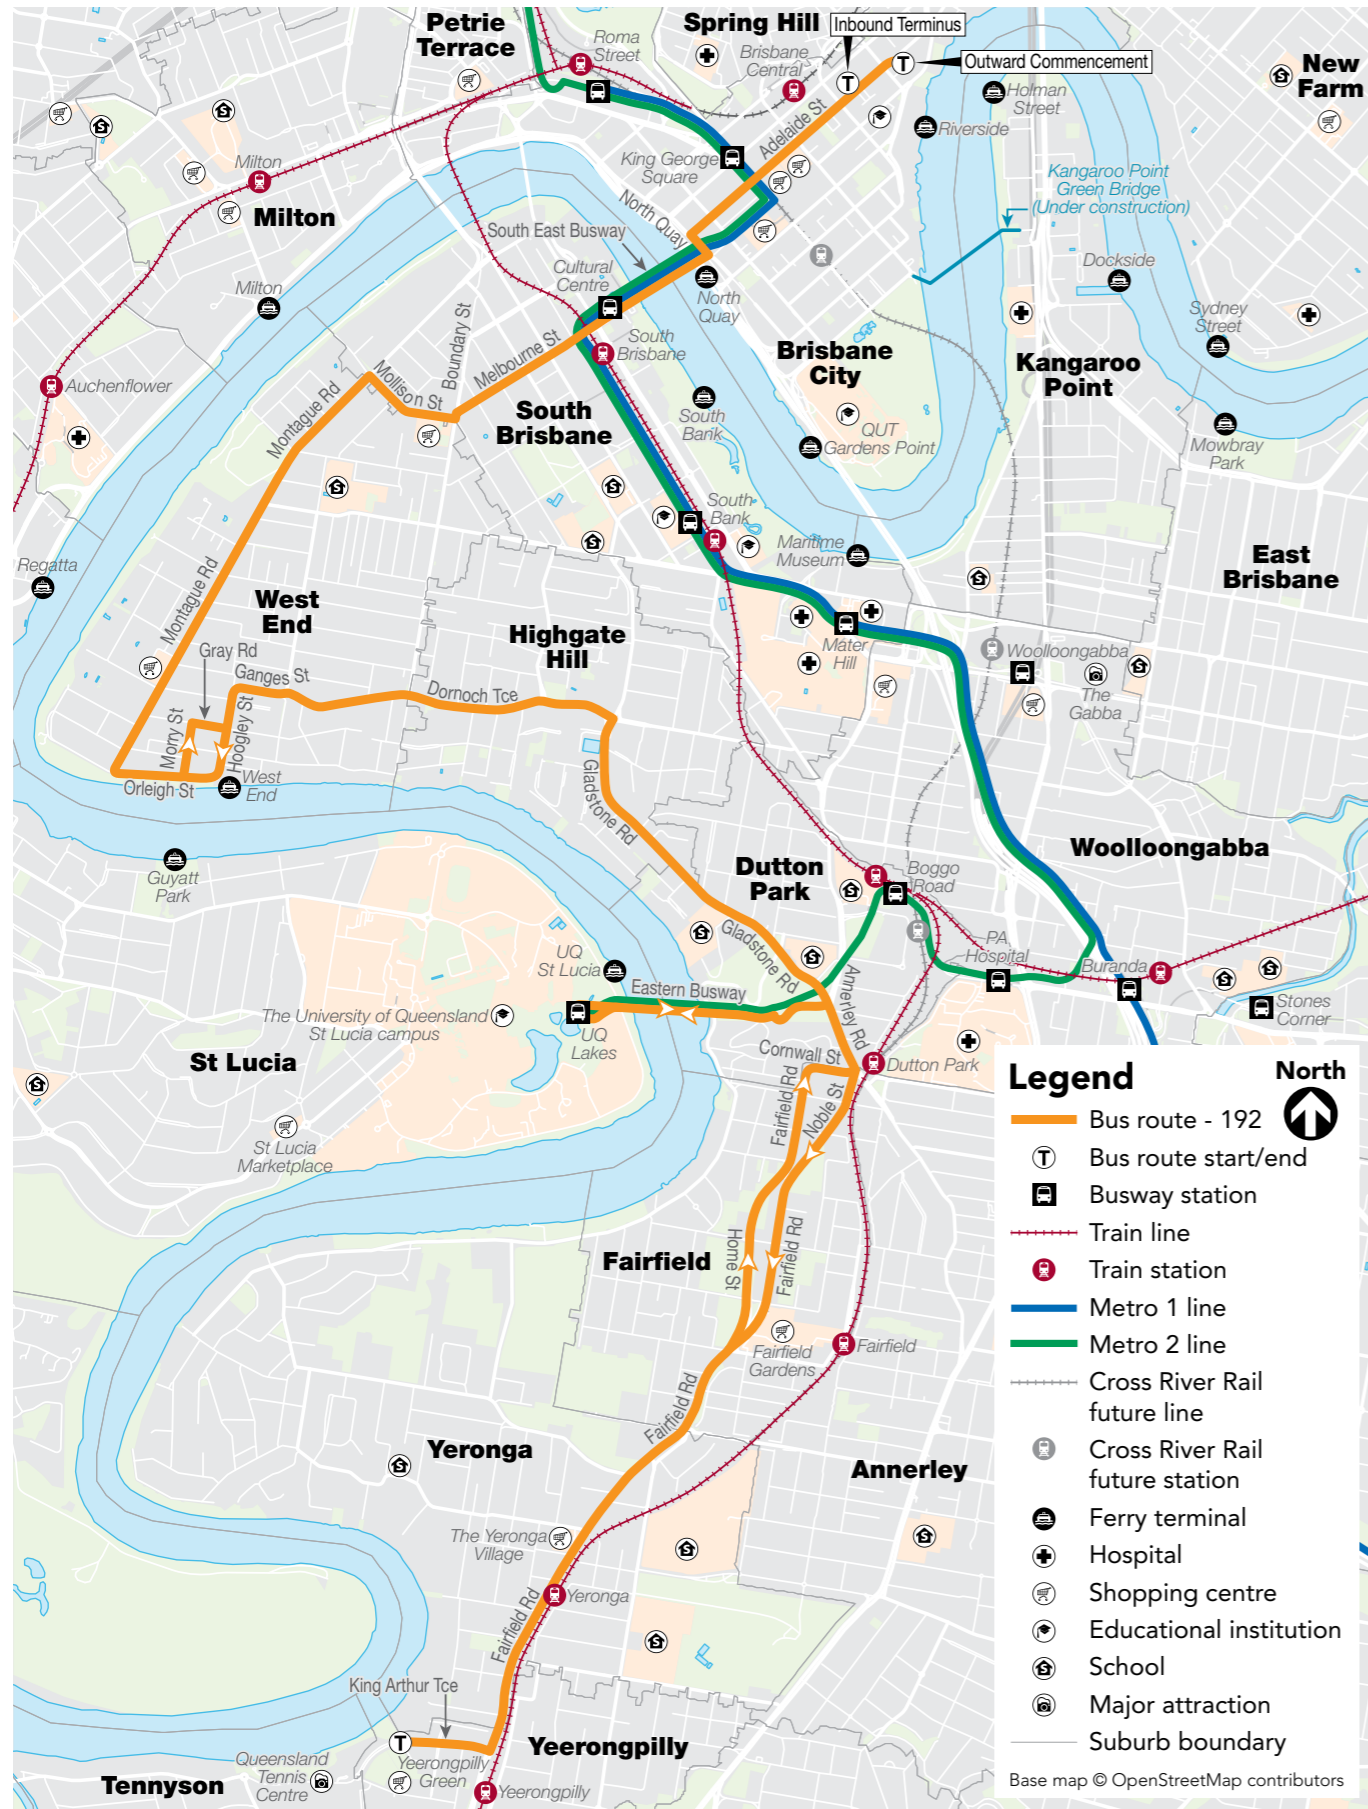 Petrie
Terrace
Roma
Street
Spring Hill
Inbound Terminus
Brisbane
Central
T
T
Outward Commencement
New
Farm
Holman
Street
Riverside
Adelaide St
King George
Square
Milton
Milton
North Quay
Kangaroo Point
Green Bridge
(Under construction)
South East Busway
Cultural
Centre
North
Quay
Dockside
Milton
Sydney
Street
Boundary St
Melbourne St
South
Brisbane
Brisbane
City
Kangaroo
Point
Auchenflower
Mollison St
Montague Rd
South
Brisbane
South
Bank
QUT
Gardens Point
Mowbray
Park
South
Bank
Maritime
Museum
East
Brisbane
Regatta
Montague Rd
West
End
Highgate
Hill
Mater
Hill
Woolloongabba
The
Gabba
Gray Rd
Ganges St
Dornoch Tce
Morry St
Hoogley St
Orleigh St
West
End
Gladstone Rd
Guyatt
Park
Dutton
Park
Boggo
Road
Woolloongabba
Gladstone Rd
PA
Hospital
Buranda
UQ
St Lucia
Annerley Rd
Eastern Busway
Stones
Corner
The University of Queensland
St Lucia campus
UQ
Lakes
St Lucia
Cornwall St
Dutton Park
Fairfield Rd
Noble St
St Lucia
Marketplace
Fairfield
Home St
Fairfield Rd
Fairfield
Gardens
Fairfield
Fairfield Rd
Yeronga
Annerley
The Yeronga
Village
Yeronga
Fairfield Rd
King Arthur Tce
T
Yeerongpilly
Green
Yeerongpilly
Queensland
Tennis
Centre
Tennyson
Yeerongpilly
Legend
North
Bus route - 192
T
Bus route start/end
Busway station
Train line
Train station
Metro 1 line
Metro 2 line
Cross River Rail
future line
Cross River Rail
future station
Ferry terminal
Hospital
Shopping centre
Educational institution
School
Major attraction
Suburb boundary
Base map © OpenStreetMap contributors